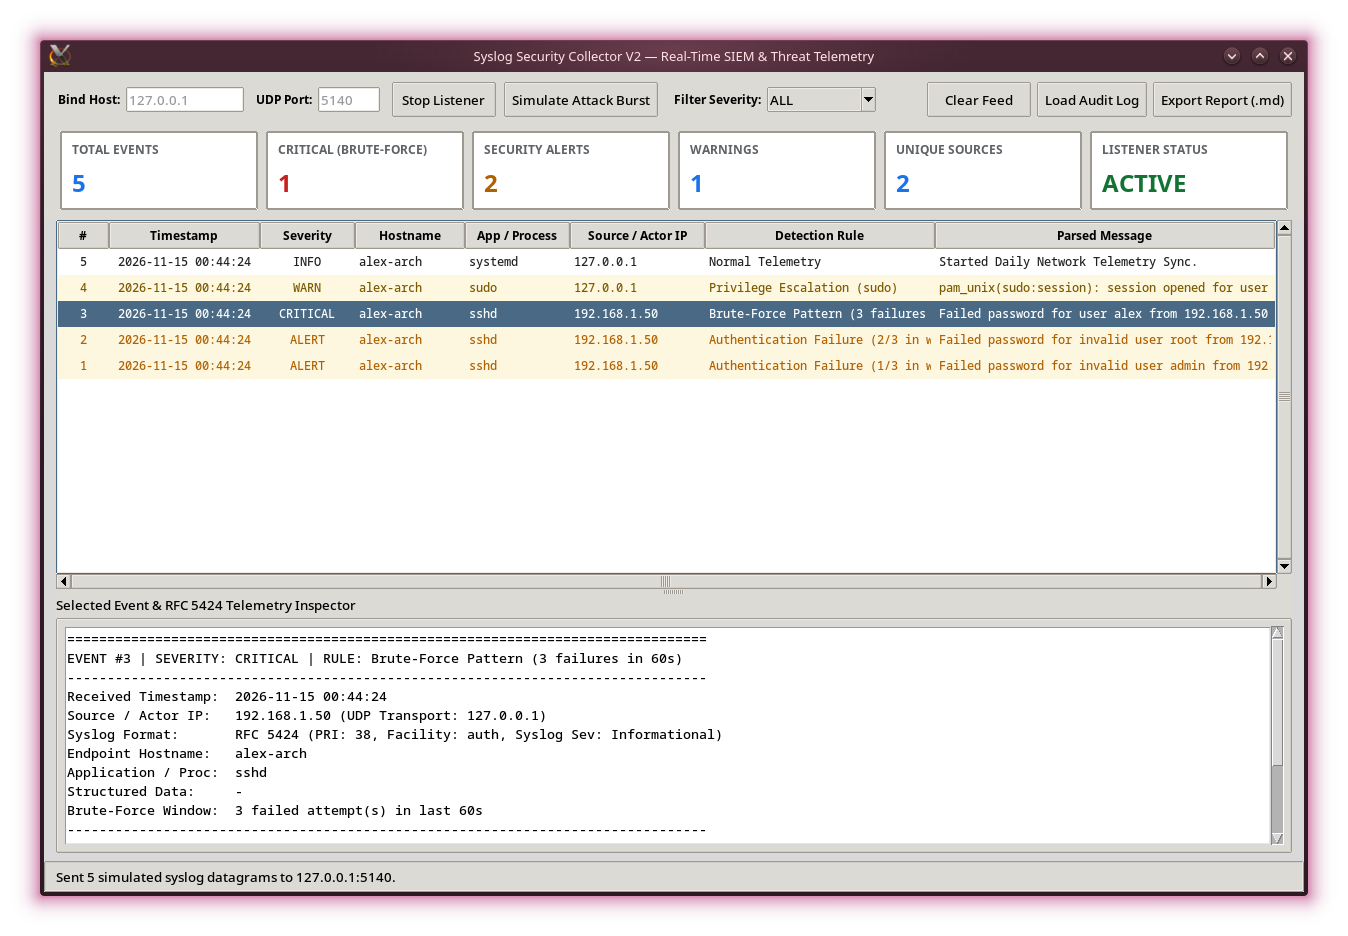 Syslog Security Collector V2 — Real-Time SIEM & Threat Telemetry
Bind Host: 127.0.0.1 UDP Port: 5140 Stop Listener Simulate Attack Burst Filter Severity: ALL Clear Feed Load Audit Log Export Report (.md)
TOTAL EVENTS CRITICAL (BRUTE-FORCE) SECURITY ALERTS WARNINGS UNIQUE SOURCES LISTENER STATUS
5 1 2 1 2 ACTIVE
# Timestamp Severity Hostname App / Process Source / Actor IP Detection Rule Parsed Message
5 2026-11-15 00:44:24 INFO alex-arch systemd 127.0.0.1 Normal Telemetry Started Daily Network Telemetry Sync.
4 2026-11-15 00:44:24 WARN alex-arch sudo 127.0.0.1 Privilege Escalation (sudo) pam_unix(sudo:session): session opened for user
3 2026-11-15 00:44:24 CRITICAL alex-arch sshd 192.168.1.50 Brute-Force Pattern (3 failures Failed password for user alex from 192.168.1.50
2 2026-11-15 00:44:24 ALERT alex-arch sshd 192.168.1.50 Authentication Failure (2/3 in w Failed password for invalid user root from 192.1
1 2026-11-15 00:44:24 ALERT alex-arch sshd 192.168.1.50 Authentication Failure (1/3 in w Failed password for invalid user admin from 192
Selected Event & RFC 5424 Telemetry Inspector
================================================================================
EVENT #3 | SEVERITY: CRITICAL | RULE: Brute-Force Pattern (3 failures in 60s)
--------------------------------------------------------------------------------
Received Timestamp: 2026-11-15 00:44:24
Source / Actor IP: 192.168.1.50 (UDP Transport: 127.0.0.1)
Syslog Format: RFC 5424 (PRI: 38, Facility: auth, Syslog Sev: Informational)
Endpoint Hostname: alex-arch
Application / Proc: sshd
Structured Data: -
Brute-Force Window: 3 failed attempt(s) in last 60s
--------------------------------------------------------------------------------
Sent 5 simulated syslog datagrams to 127.0.0.1:5140.